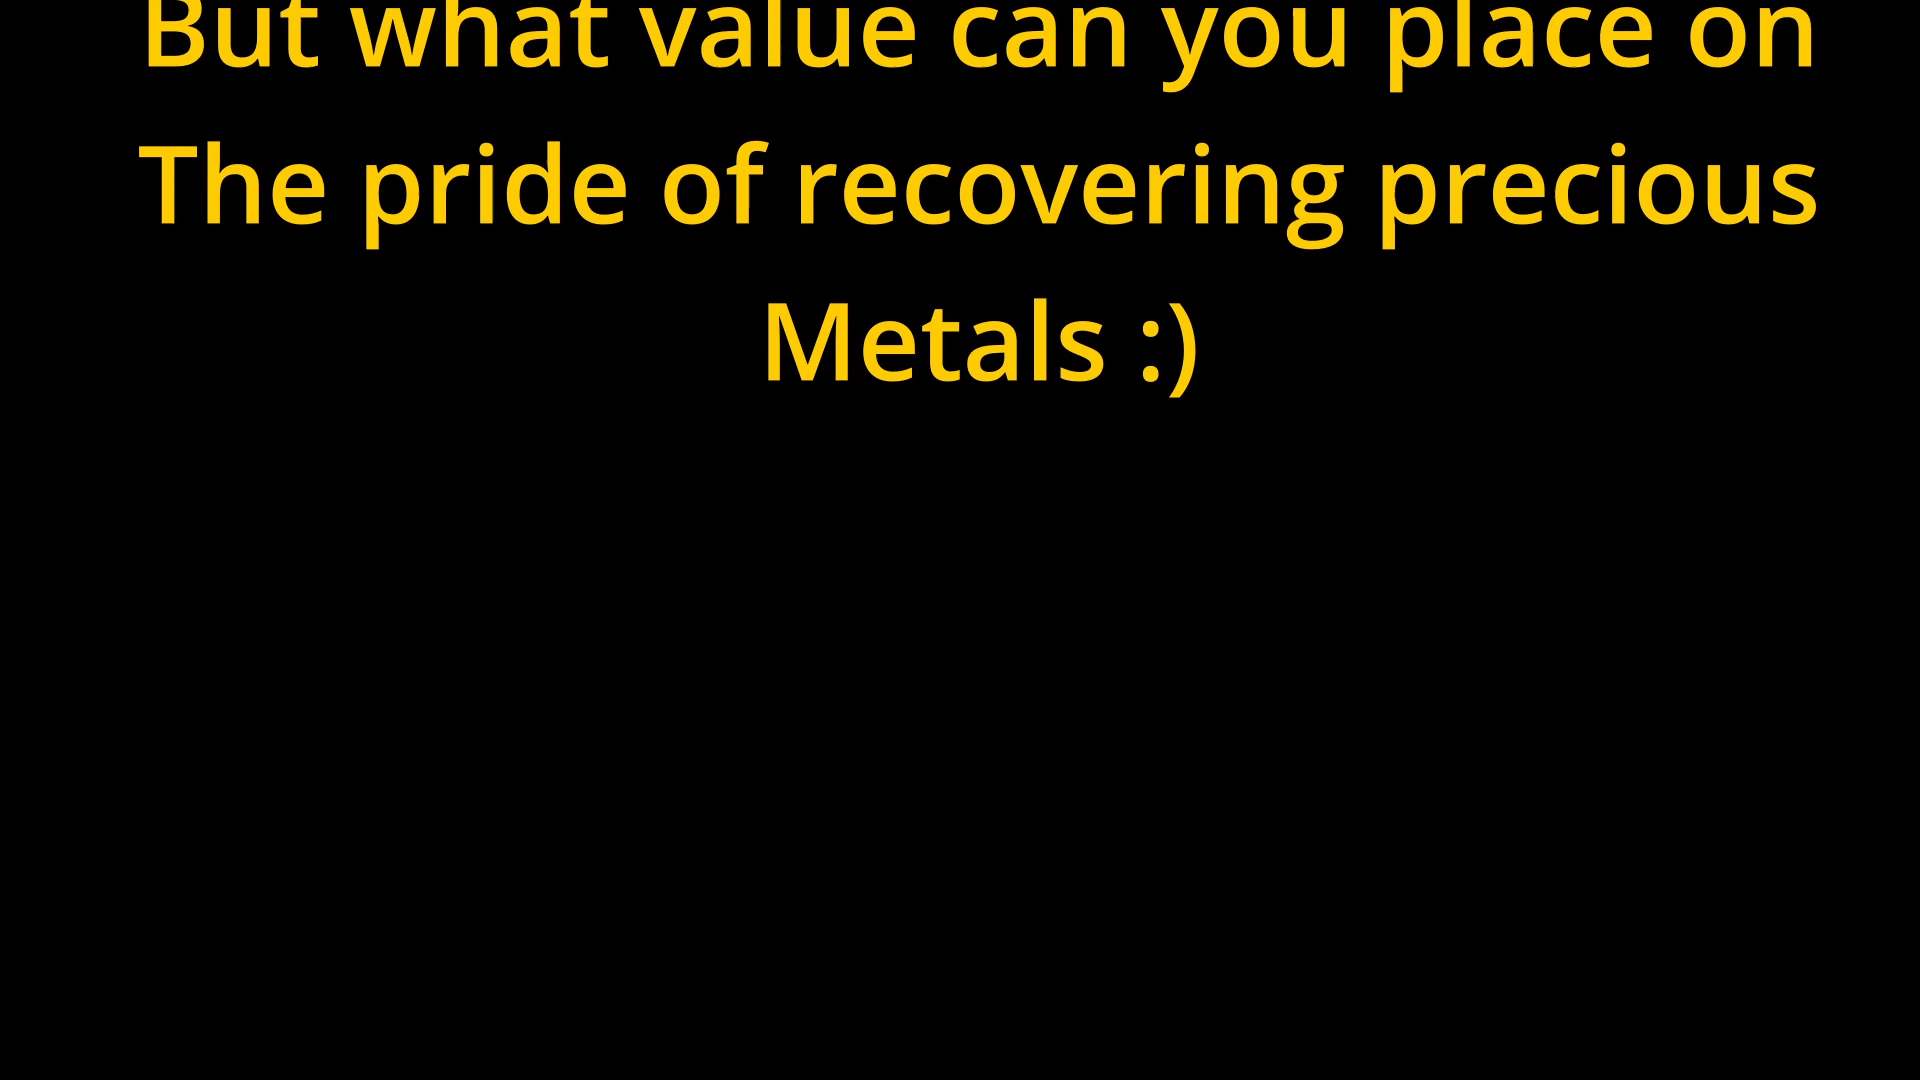 But what value can you place on
The pride of recovering precious
Metals :)